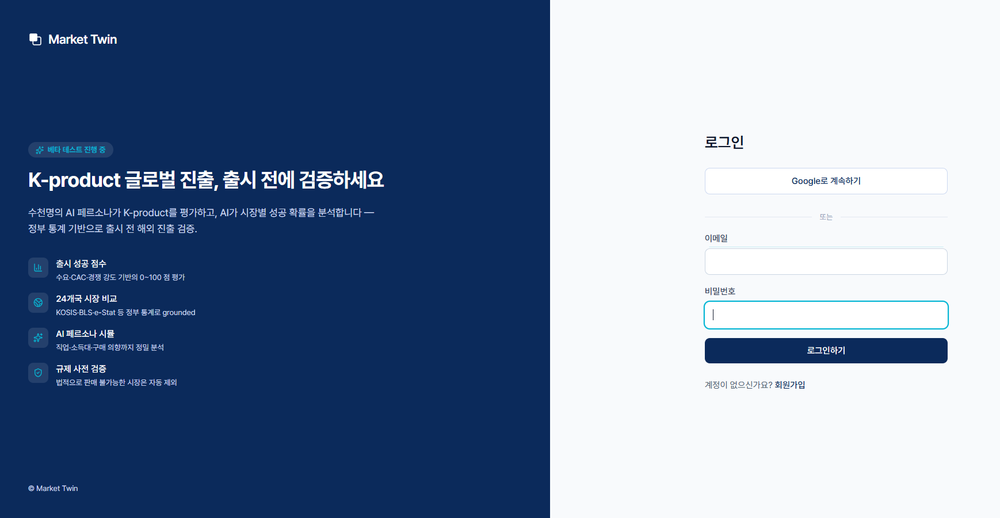 Market Twin
베타 테스트 진행 중
K-product 글로벌 진출, 출시 전에 검증하세요
수천명의 AI 페르소나가 K-product를 평가하고, AI가 시장별 성공 확률을 분석합니다 —
정부 통계 기반으로 출시 전 해외 진출 검증.
출시 성공 점수
수요·CAC·경쟁 강도 기반의 0~100 점 평가
24개국 시장 비교
KOSIS·BLS·e-Stat 등 정부 통계로 grounded
AI 페르소나 시뮬
직업·소득대·구매 의향까지 정밀 분석
규제 사전 검증
법적으로 판매 불가능한 시장은 자동 제외
© Market Twin
로그인
Google로 계속하기
또는
이메일
비밀번호
로그인하기
계정이 없으신가요? 회원가입